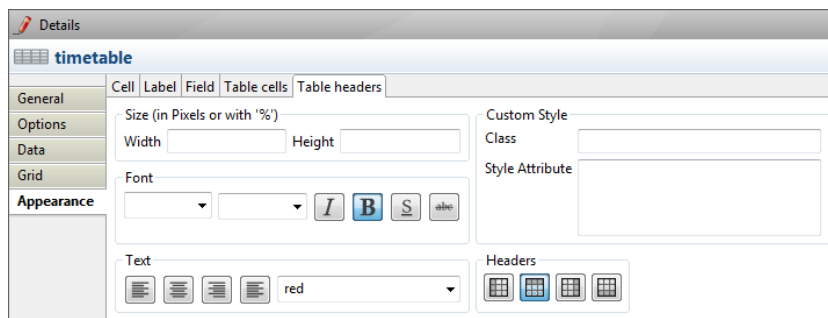 Details
timetable
Cell Label Field Table cells Table headers
General
Options
Data
Grid
Appearance
Size (in Pixels or with '%')
Width Height
Font
I B S abc
Text
red
Custom Style
Class
Style Attribute
Headers